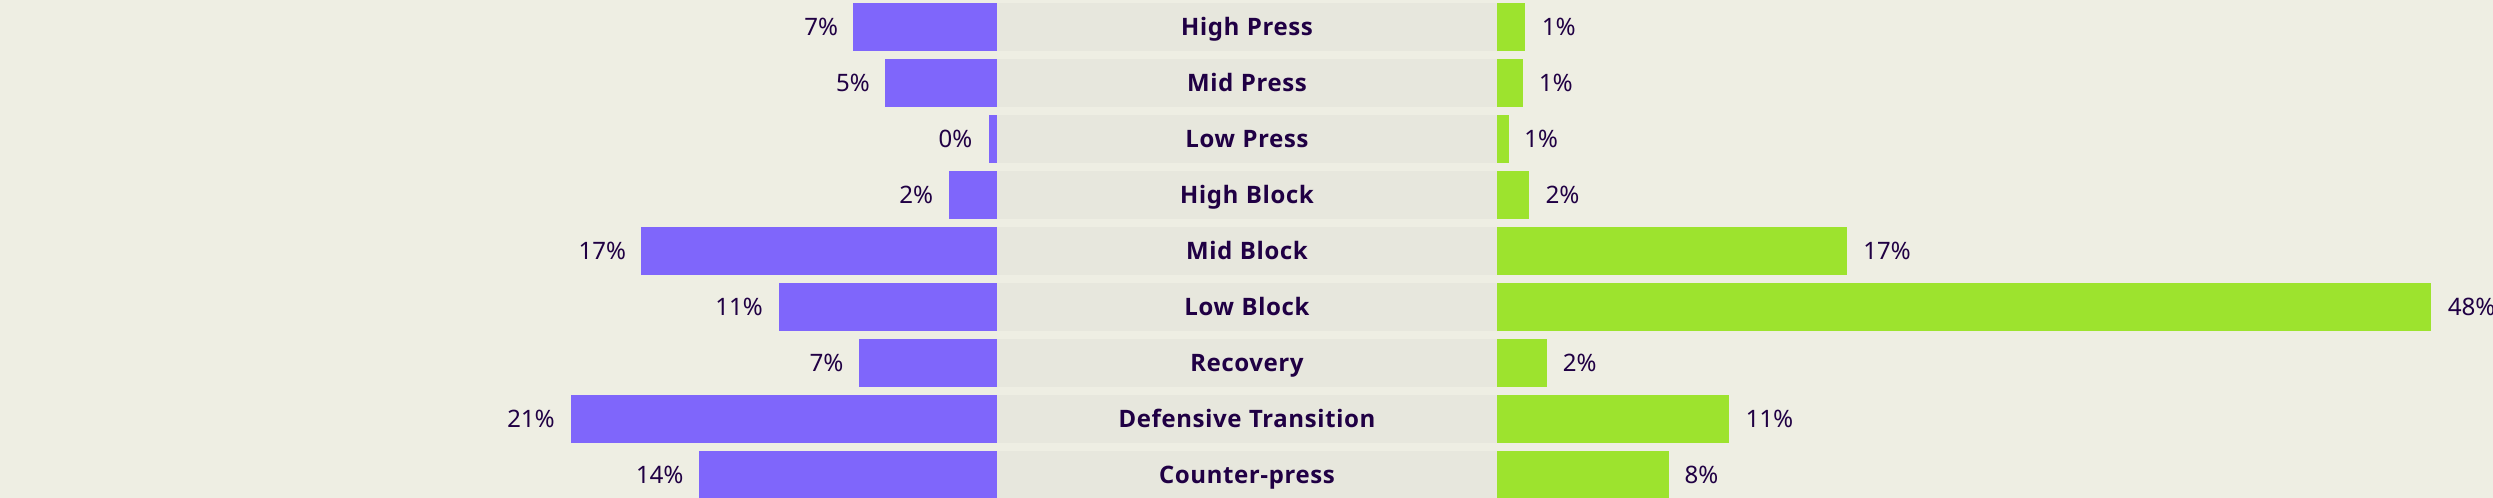 7% High Press 1%
5% Mid Press 1%
0% Low Press 1%
2% High Block 2%
17% Mid Block 17%
11% Low Block 48%
7% Recovery 2%
21% Defensive Transition 11%
14% Counter-press 8%